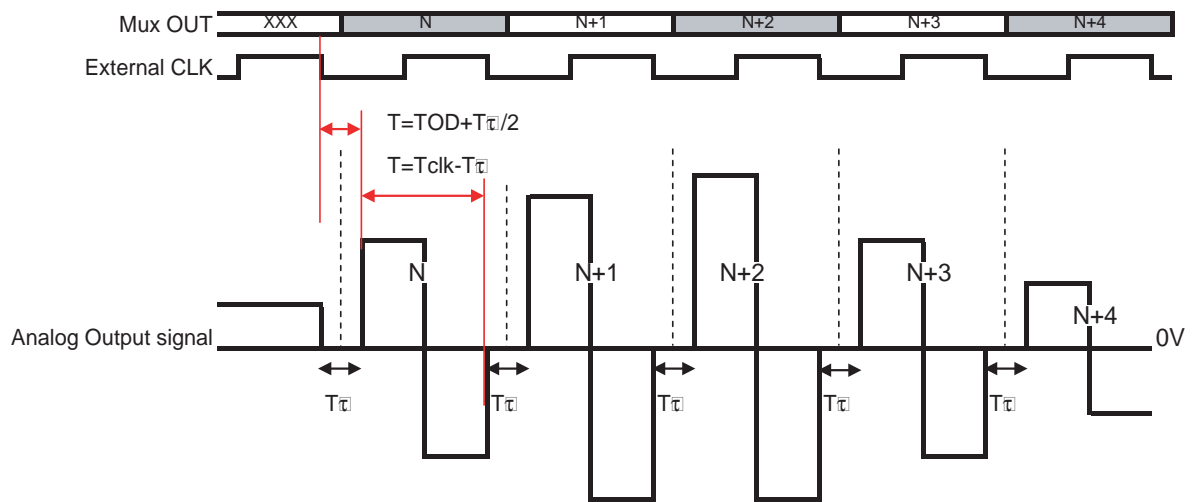 Mux OUT XXX N N+1 N+2 N+3 N+4
External CLK
T=TOD+Tτ/2
T=Tclk-Tτ
N N+1 N+2 N+3
N+4
Analog Output signal 0V
Tτ Tτ Tτ Tτ Tτ